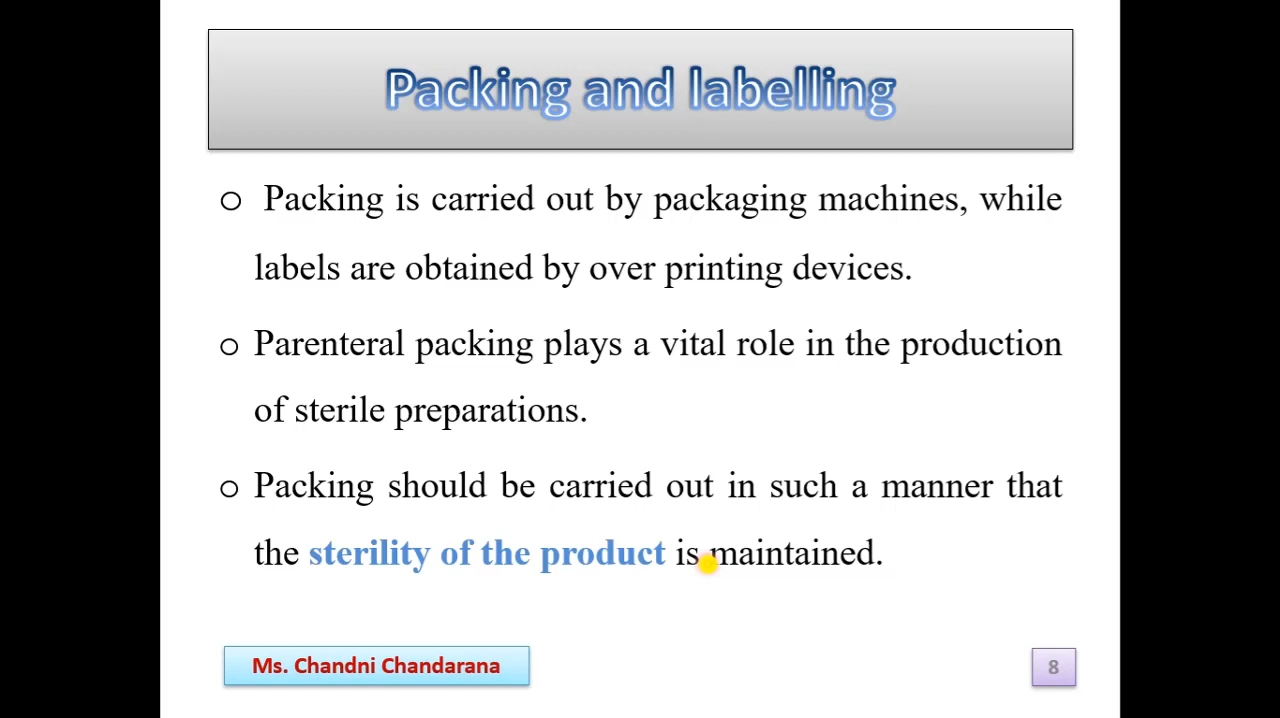 Packing and labelling
o Packing is carried out by packaging machines, while
labels are obtained by over printing devices.
o Parenteral packing plays a vital role in the production
of sterile preparations.
o Packing should be carried out in such a manner that
the sterility of the product is maintained.
Ms. Chandni Chandarana
8